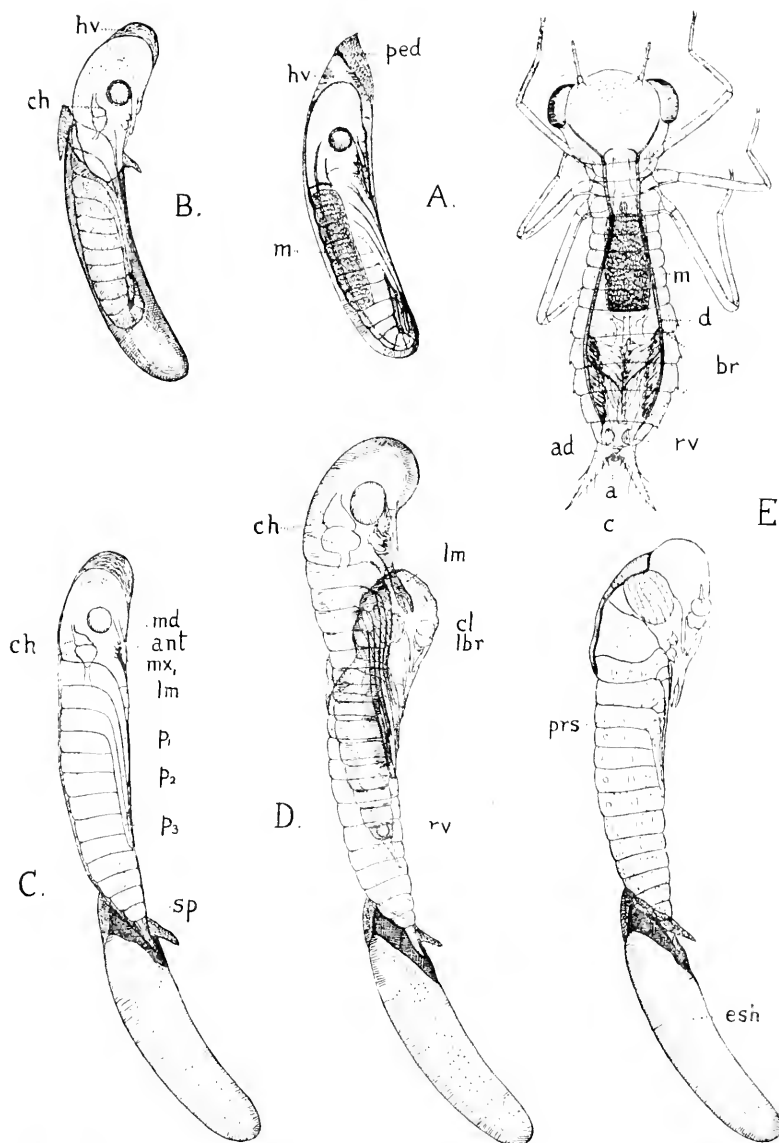 hv
ch
B.
hv
ped
A.
m
m
d
br
ad
rv
a
c
E
ch
md
ant
mx₁
lm
p₁
p₂
p₃
C.
sp
ch
lm
cl
lbr
D.
rv
prs
esh